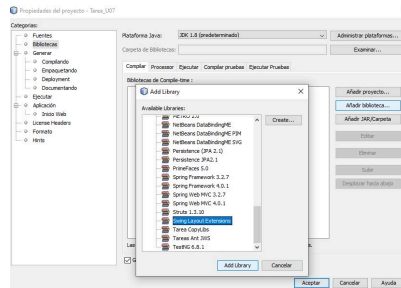 Propiedades del proyecto - Tarea_U07
Categorías:
Fuentes
Bibliotecas
Generar
Compilando
Empaquetando
Deployment
Documentando
Ejecutar
Aplicación
Inicio Web
License Headers
Formato
Hints
Plataforma Java: JDK 1.8 (predeterminado)
Administrar plataformas...
Carpeta de Bibliotecas:
Examinar...
Compilar Processor Ejecutar Compilar pruebas Ejecutar Pruebas
Bibliotecas de Compile-time :
Añadir proyecto...
Añadir biblioteca...
Añadir JAR/Carpeta
Editar
Eliminar
Subir
Desplazar hacia abajo
Add Library
Available Libraries:
Create...
METRO 2.0
NetBeans DataBindingME
NetBeans DataBindingME PIM
NetBeans DataBindingME SVG
Persistence (JPA 2.1)
Persistence JPA2.1
PrimeFaces 5.0
Spring Framework 3.2.7
Spring Framework 4.0.1
Spring Web MVC 3.2.7
Spring Web MVC 4.0.1
Struts 1.3.10
Swing Layout Extensions
Tarea CopyLibs
Tareas Ant JWS
TestNG 6.8.1
Add Library Cancelar
Las
Aceptar Cancelar Ayuda